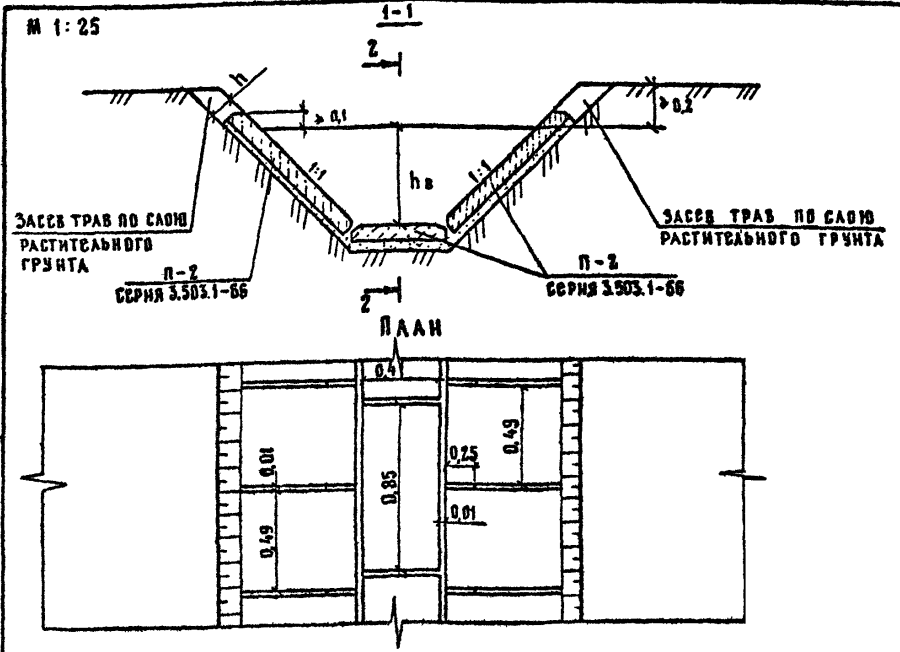 М 1:25
1-1
2
h
≥ 0,1
≥ 0,2
1:1
hв
1:1
ЗАСЕВ ТРАВ ПО СЛОЮ
РАСТИТЕЛЬНОГО
ГРУНТА
ЗАСЕВ ТРАВ ПО СЛОЮ
РАСТИТЕЛЬНОГО ГРУНТА
П-2
СЕРИЯ 3.503.1-66
П-2
СЕРИЯ 3.503.1-66
2
ПЛАН
0,4
0,49
0,01
0,25
0,85
0,01
0,49